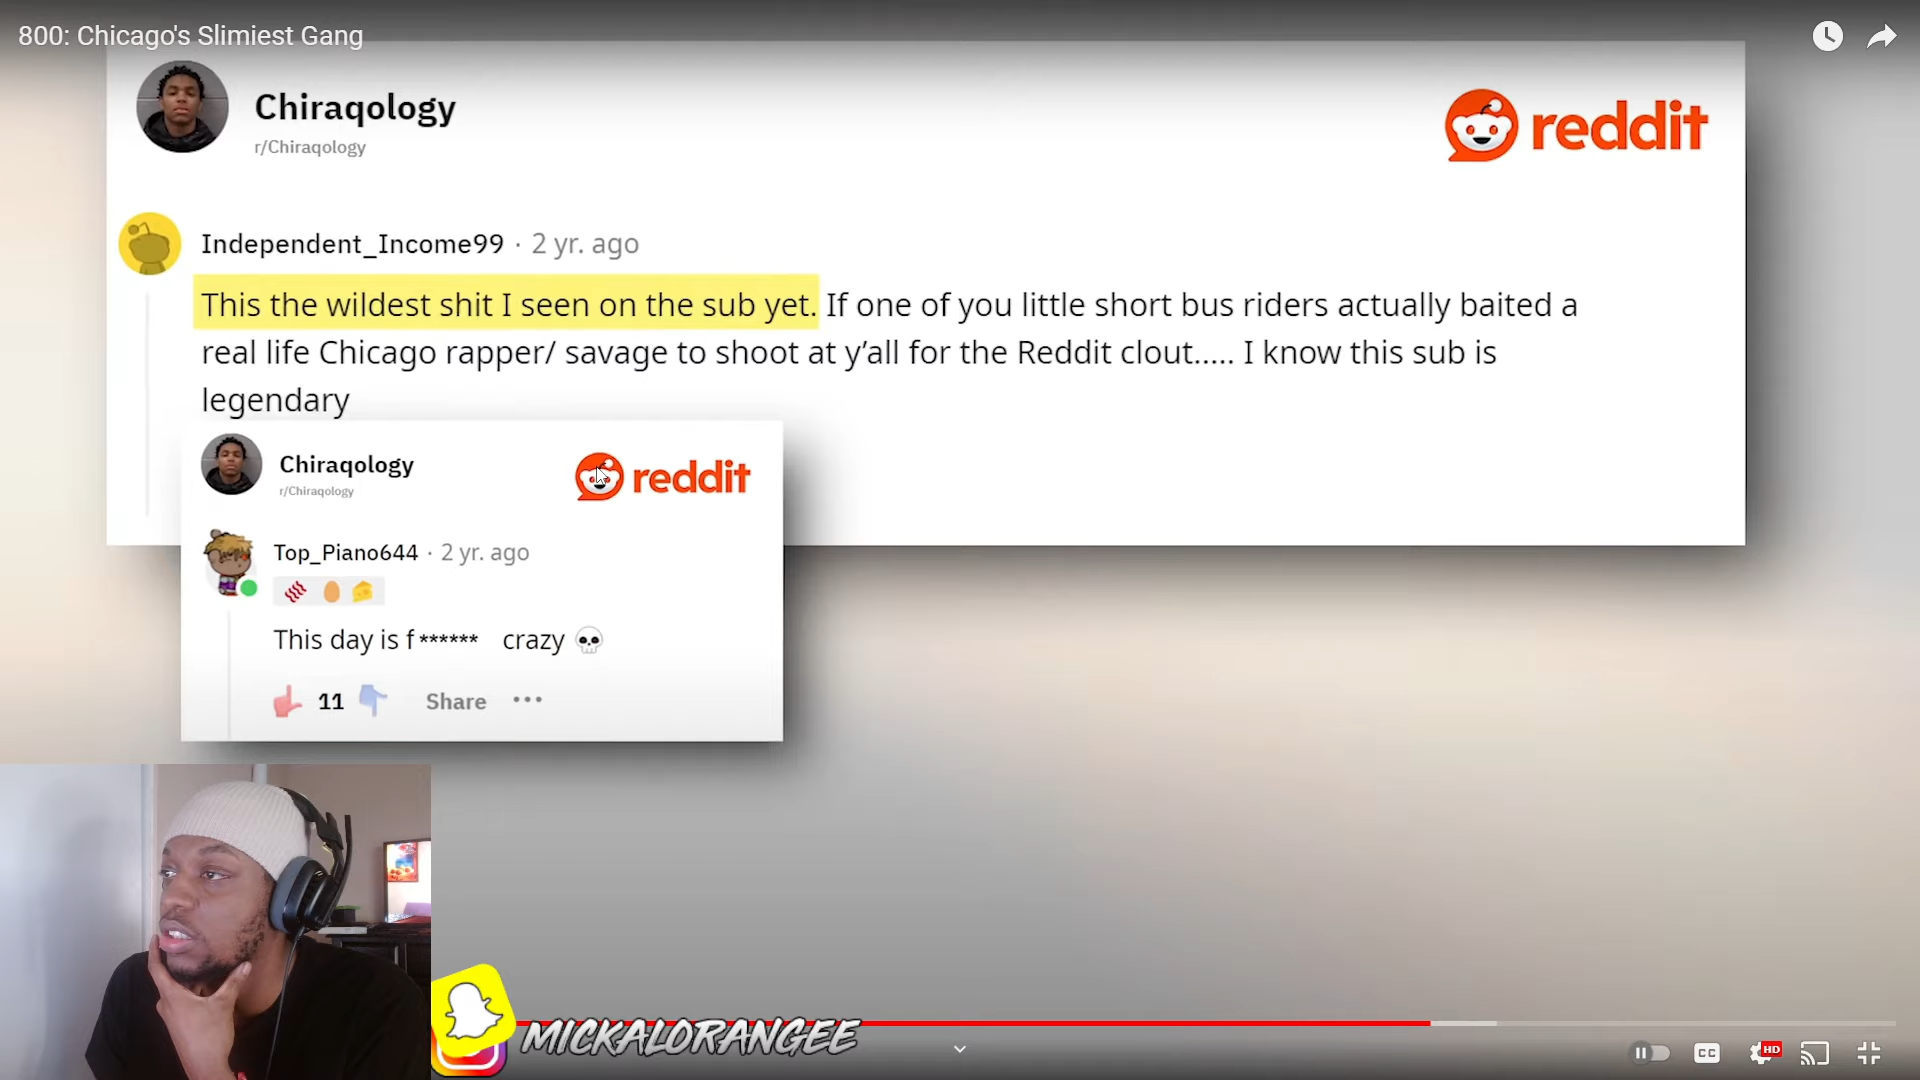 800: Chicago's Slimiest Gang
Chiraqology
r/Chiraqology
reddit
Independent_Income99 · 2 yr. ago
This the wildest shit I seen on the sub yet. If one of you little short bus riders actually baited a
real life Chicago rapper/ savage to shoot at y’all for the Reddit clout..... I know this sub is
legendary
Chiraqology
r/Chiraqology
reddit
Top_Piano644 · 2 yr. ago
This day is f****** crazy 💀
11 Share ···
MICKALORANGEE
CC
HD